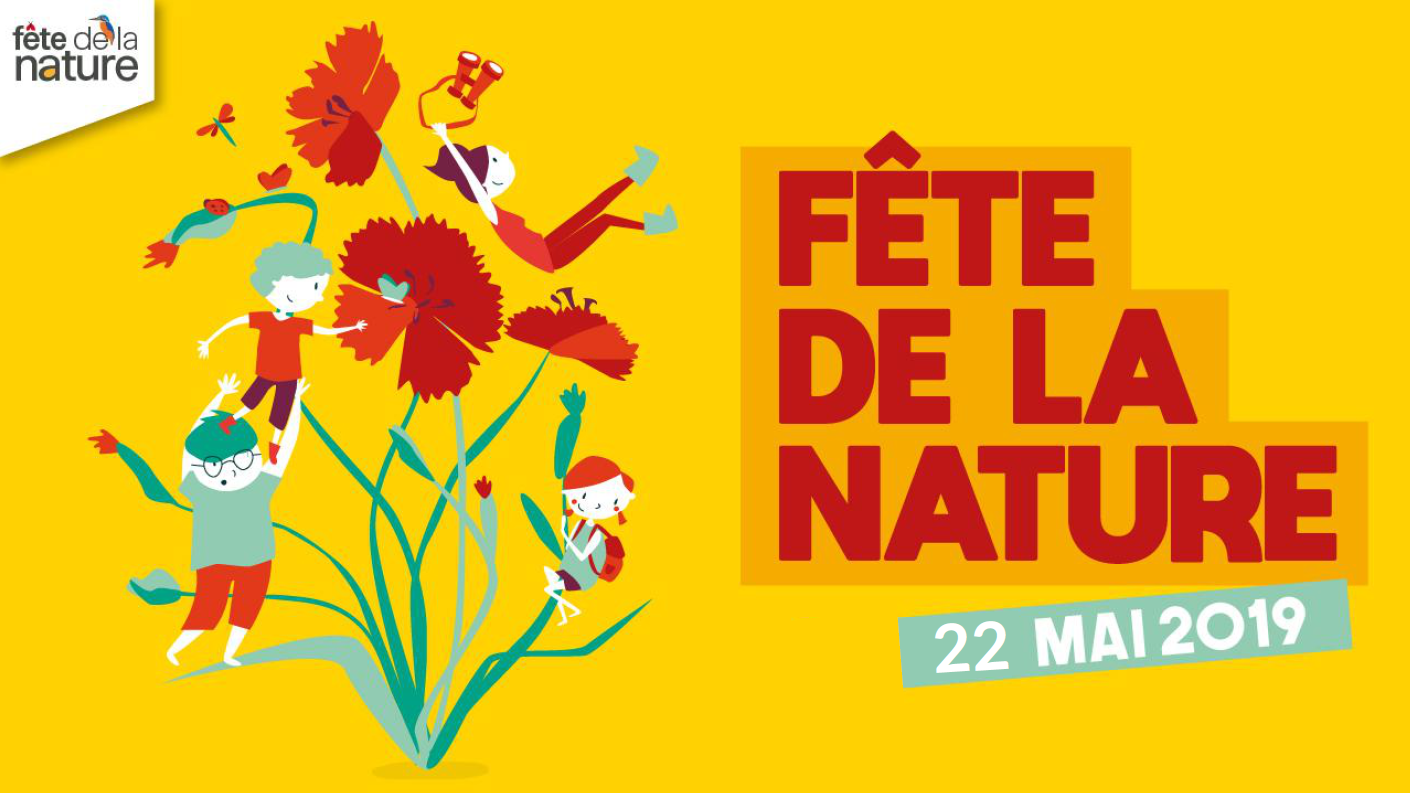 fête de la
nature
FÊTE
DE LA
NATURE
22 MAI 2019